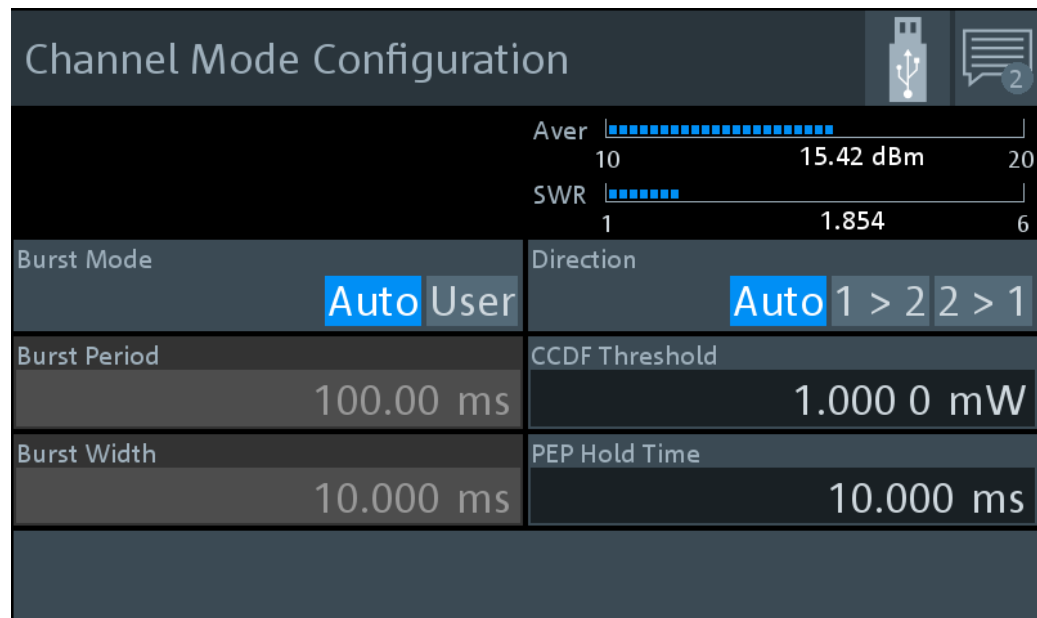 Channel Mode Configuration
2
Aver
10 15.42 dBm 20
SWR
1 1.854 6
Burst Mode
Auto User
Direction
Auto 1 > 2 2 > 1
Burst Period
100.00 ms
CCDF Threshold
1.000 0 mW
Burst Width
10.000 ms
PEP Hold Time
10.000 ms